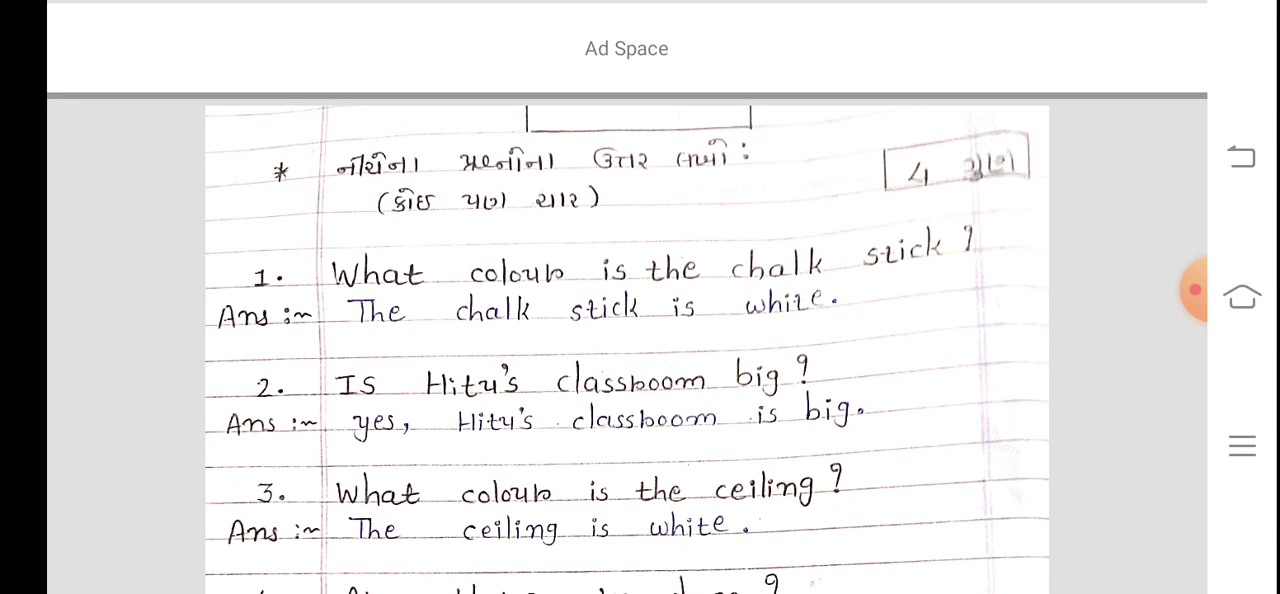 Ad Space
* નીચેના પ્રશ્નોના ઉત્તર લખો : 4 ગુણ
(કોઈ પણ ચાર)
1. What colour is the chalk stick ?
Ans :~ The chalk stick is white.
2. Is Hitu's classroom big ?
Ans :~ yes, Hitu's classroom is big.
3. What colour is the ceiling ?
Ans :~ The ceiling is white.